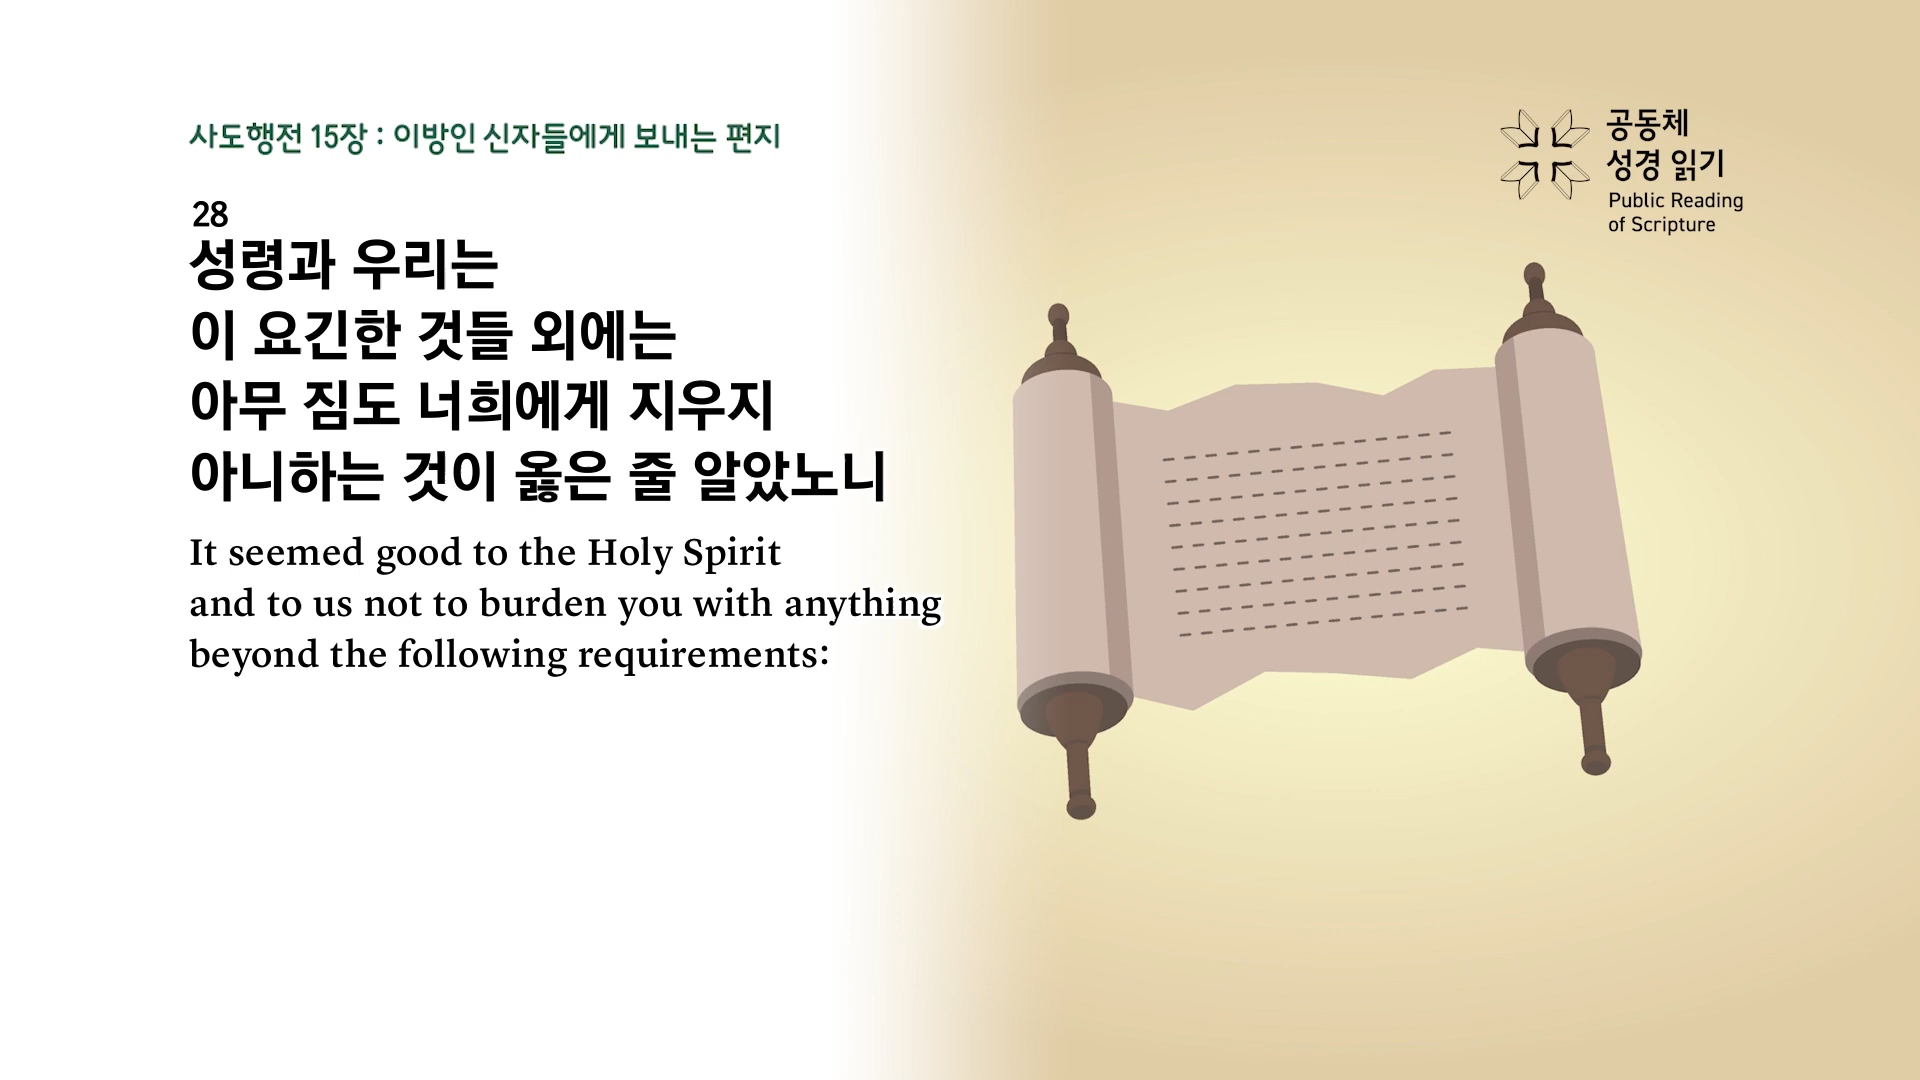 사도행전 15장 : 이방인 신자들에게 보내는 편지
28
성령과 우리는
이 요긴한 것들 외에는
아무 짐도 너희에게 지우지
아니하는 것이 옳은 줄 알았노니
It seemed good to the Holy Spirit
and to us not to burden you with anything
beyond the following requirements:
공동체
성경 읽기
Public Reading
of Scripture